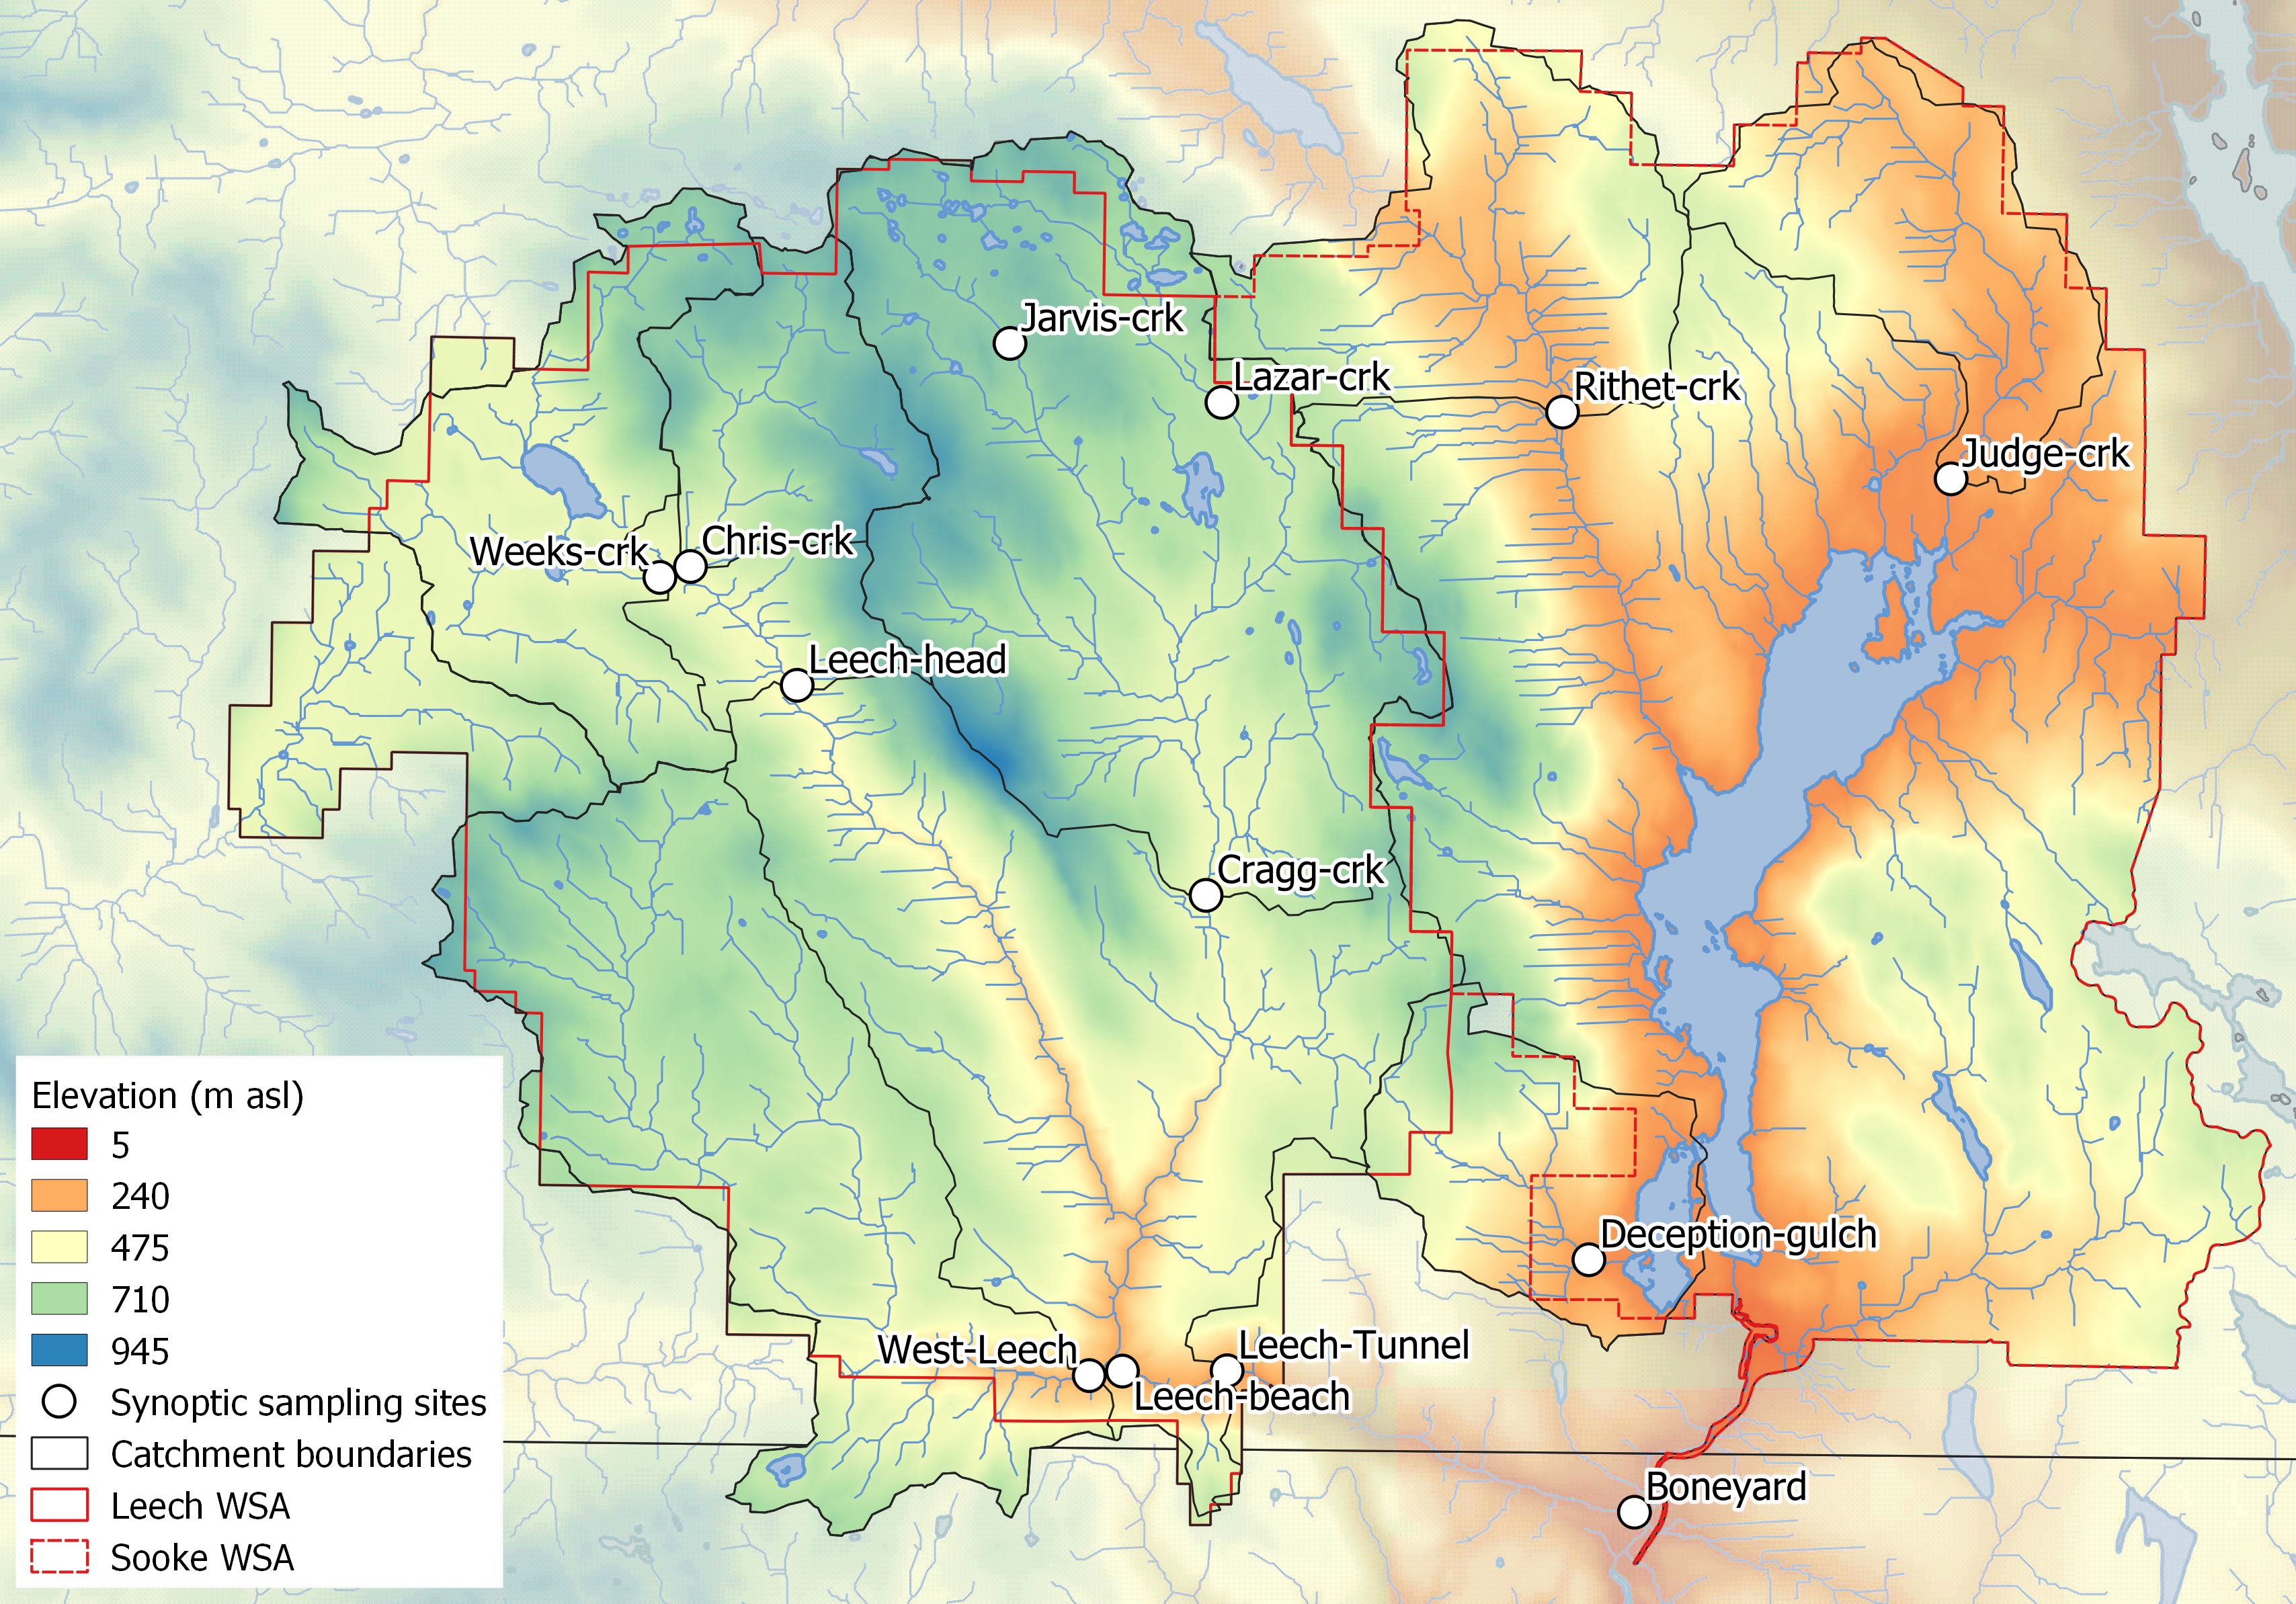 Jarvis-crk
Lazar-crk
Rithet-crk
Judge-crk
Weeks-crk
Chris-crk
Leech-head
Cragg-crk
Deception-gulch
West-Leech
Leech-Tunnel
Leech-beach
Boneyard
Elevation (m asl)
5
240
475
710
945
Synoptic sampling sites
Catchment boundaries
Leech WSA
Sooke WSA